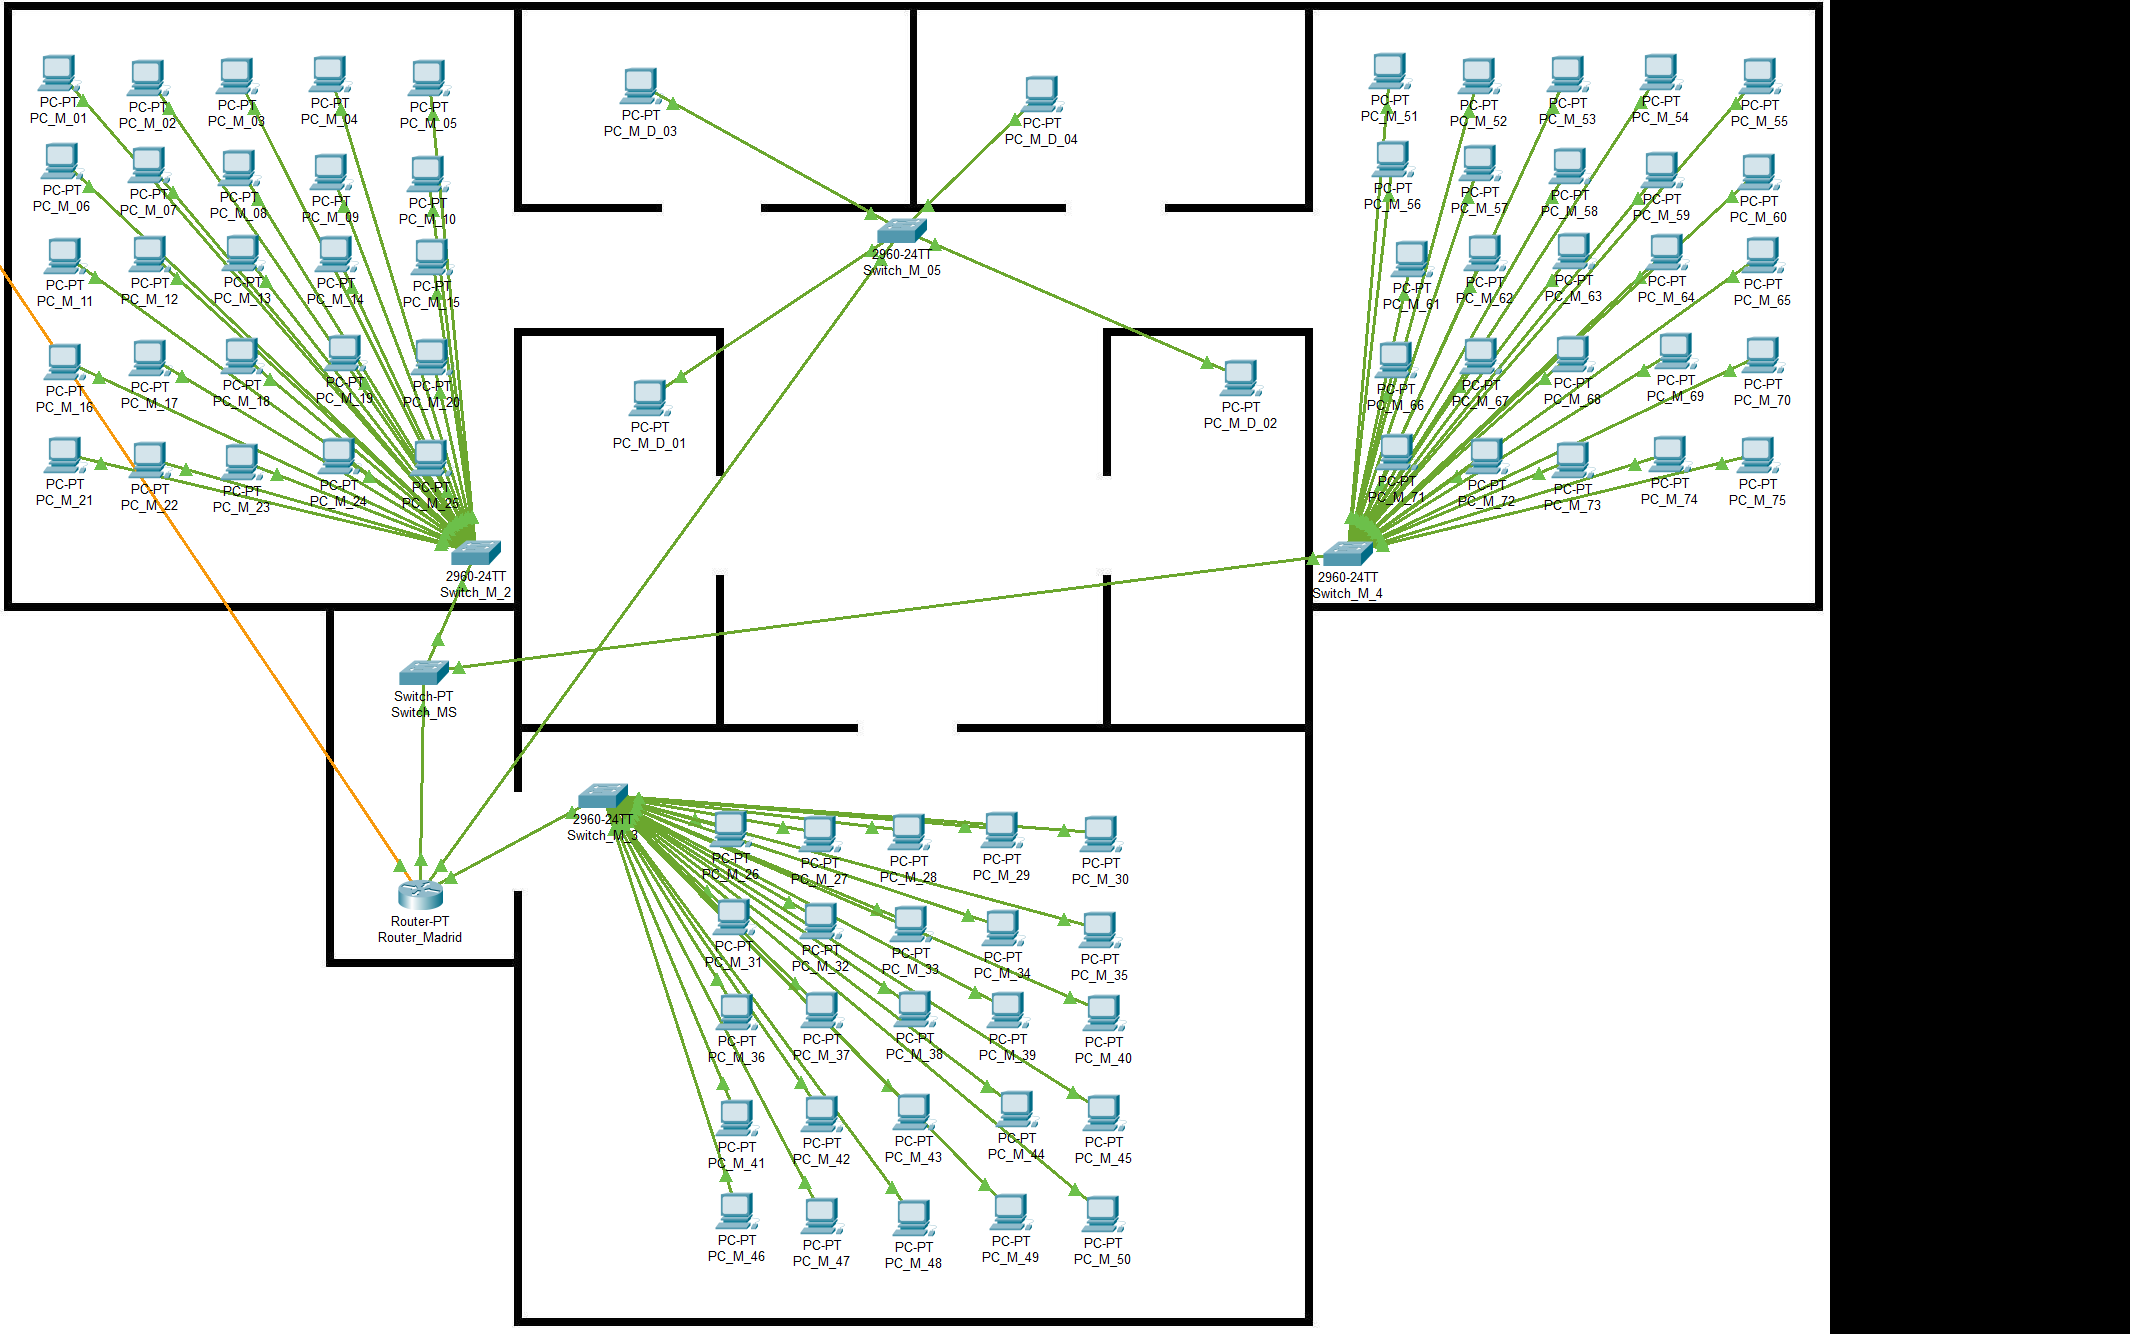 PC-PT
PC_M_01
PC-PT
PC_M_02
PC-PT
PC_M_03
PC-PT
PC_M_04
PC-PT
PC_M_05
PC-PT
PC_M_06
PC-PT
PC_M_07
PC-PT
PC_M_08
PC-PT
PC_M_09
PC-PT
PC_M_10
PC-PT
PC_M_11
PC-PT
PC_M_12
PC-PT
PC_M_13
PC-PT
PC_M_14
PC-PT
PC_M_15
PC-PT
PC_M_16
PC-PT
PC_M_17
PC-PT
PC_M_18
PC-PT
PC_M_19
PC-PT
PC_M_20
PC-PT
PC_M_21
PC-PT
PC_M_22
PC-PT
PC_M_23
PC-PT
PC_M_24
PC-PT
PC_M_25
2960-24TT
Switch_M_2
PC-PT
PC_M_D_03
PC-PT
PC_M_D_04
2960-24TT
Switch_M_05
PC-PT
PC_M_D_01
PC-PT
PC_M_D_02
PC-PT
PC_M_51
PC-PT
PC_M_52
PC-PT
PC_M_53
PC-PT
PC_M_54
PC-PT
PC_M_55
PC-PT
PC_M_56
PC-PT
PC_M_57
PC-PT
PC_M_58
PC-PT
PC_M_59
PC-PT
PC_M_60
PC-PT
PC_M_61
PC-PT
PC_M_62
PC-PT
PC_M_63
PC-PT
PC_M_64
PC-PT
PC_M_65
PC-PT
PC_M_66
PC-PT
PC_M_67
PC-PT
PC_M_68
PC-PT
PC_M_69
PC-PT
PC_M_70
PC-PT
PC_M_71
PC-PT
PC_M_72
PC-PT
PC_M_73
PC-PT
PC_M_74
PC-PT
PC_M_75
2960-24TT
Switch_M_4
Switch-PT
Switch_MS
Router-PT
Router_Madrid
2960-24TT
Switch_M_3
PC-PT
PC_M_26
PC-PT
PC_M_27
PC-PT
PC_M_28
PC-PT
PC_M_29
PC-PT
PC_M_30
PC-PT
PC_M_31
PC-PT
PC_M_32
PC-PT
PC_M_33
PC-PT
PC_M_34
PC-PT
PC_M_35
PC-PT
PC_M_36
PC-PT
PC_M_37
PC-PT
PC_M_38
PC-PT
PC_M_39
PC-PT
PC_M_40
PC-PT
PC_M_41
PC-PT
PC_M_42
PC-PT
PC_M_43
PC-PT
PC_M_44
PC-PT
PC_M_45
PC-PT
PC_M_46
PC-PT
PC_M_47
PC-PT
PC_M_48
PC-PT
PC_M_49
PC-PT
PC_M_50